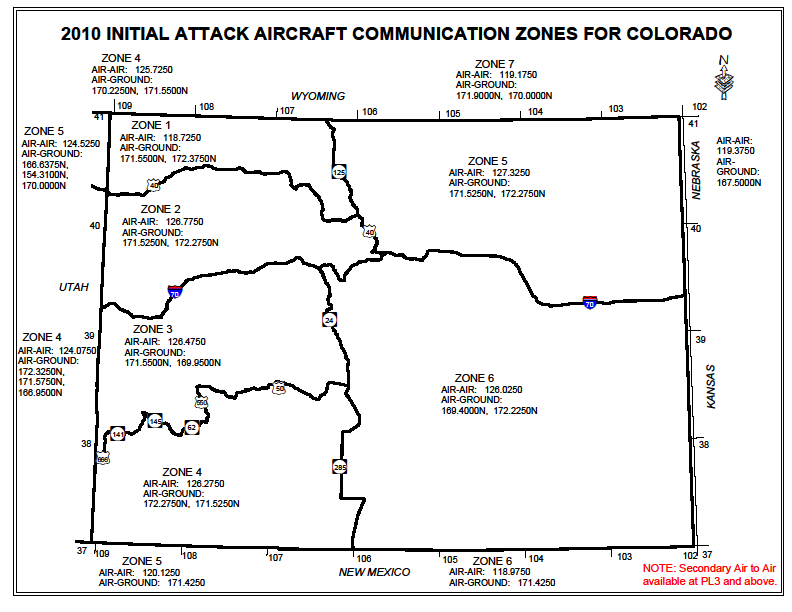 2010 INITIAL ATTACK AIRCRAFT COMMUNICATION ZONES FOR COLORADO
ZONE 4
AIR-AIR: 125.7250
AIR-GROUND:
170.2250N, 171.5500N
ZONE 7
AIR-AIR: 119.1750
AIR-GROUND:
171.9000N, 170.0000N
N
WYOMING
109
108
107
106
105
104
103
102
41
41
ZONE 5
AIR-AIR: 124.5250
AIR-GROUND:
166.6375N,
154.3100N,
170.0000N
ZONE 1
AIR-AIR: 118.7250
AIR-GROUND:
171.5500N, 172.3750N
125
ZONE 5
AIR-AIR: 127.3250
AIR-GROUND:
171.5250N, 172.2750N
NEBRASKA
AIR-AIR:
119.3750
AIR-
GROUND:
167.5000N
40
ZONE 2
AIR-AIR: 126.7750
AIR-GROUND:
171.5250N, 172.2750N
40
40
40
UTAH
70
70
24
ZONE 4
AIR-AIR: 124.0750
AIR-GROUND:
172.3250N,
171.5750N,
166.9500N
39
ZONE 3
AIR-AIR: 126.4750
AIR-GROUND:
171.5500N, 169.9500N
39
KANSAS
50
550
ZONE 6
AIR-AIR: 126.0250
AIR-GROUND:
169.4000N, 172.2250N
141
145
62
38
38
666
285
ZONE 4
AIR-AIR: 126.2750
AIR-GROUND:
172.2750N, 171.5250N
37
109
108
107
106
105
104
103
102
37
ZONE 5
AIR-AIR: 120.1250
AIR-GROUND: 171.4250
NEW MEXICO
ZONE 6
AIR-AIR: 118.9750
AIR-GROUND: 171.4250
NOTE: Secondary Air to Air
available at PL3 and above.